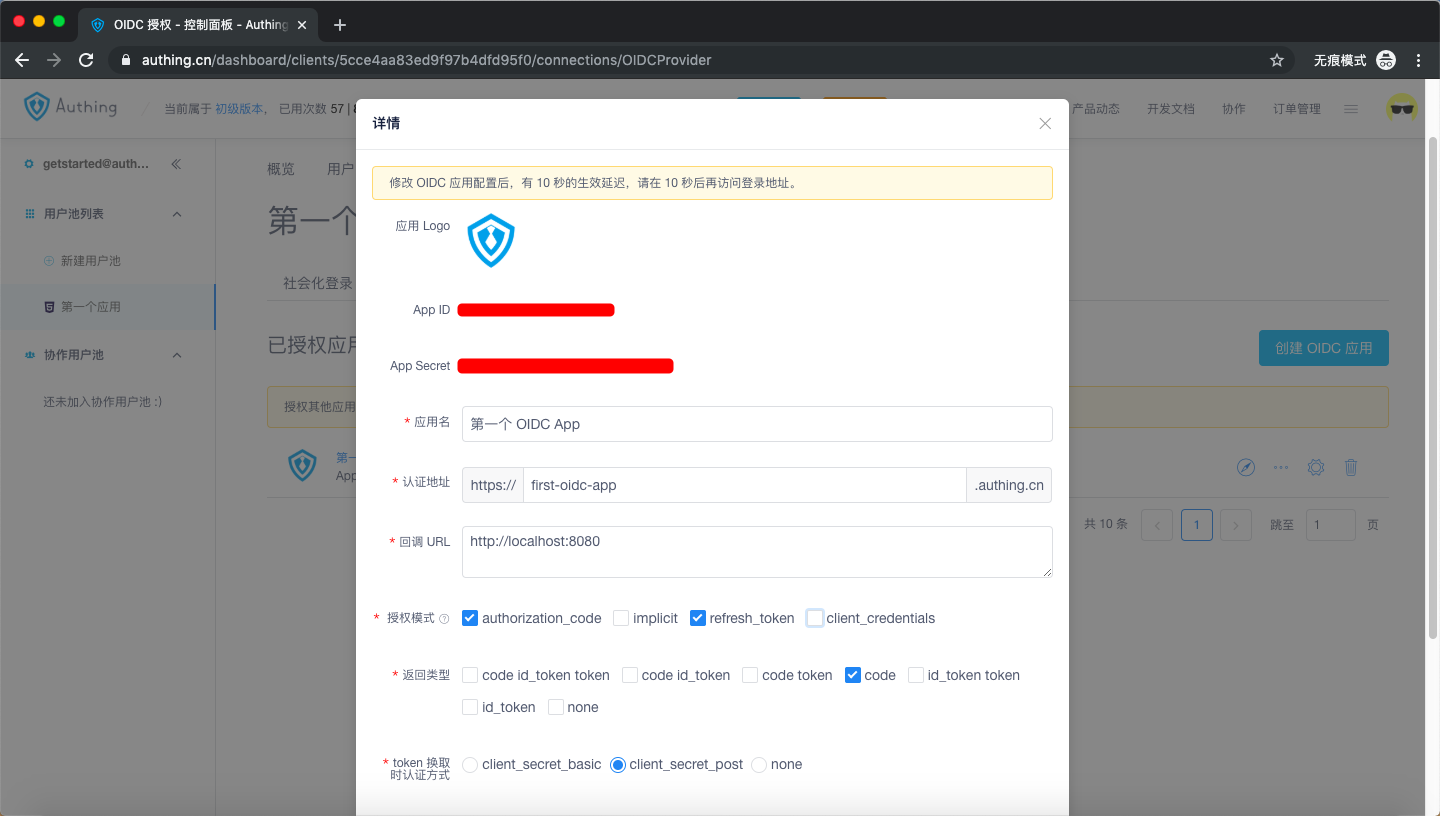 OIDC 授权 - 控制面板 - Authing
authing.cn/dashboard/clients/5cce4aa83ed9f97b4dfd95f0/connections/OIDCProvider
无痕模式
Authing
当前属于 初级版本， 已用次数 57 |
产品动态
开发文档
协作
订单管理
getstarted@auth...
用户池列表
新建用户池
第一个应用
协作用户池
还未加入协作用户池 :)
概览
用户
第一个
社会化登录
已授权应用
创建 OIDC 应用
授权其他应用
第一
App
共 10 条
1
跳至
1
页
详情
修改 OIDC 应用配置后，有 10 秒的生效延迟，请在 10 秒后再访问登录地址。
应用 Logo
App ID
App Secret
* 应用名
第一个 OIDC App
* 认证地址
https://
first-oidc-app
.authing.cn
* 回调 URL
http://localhost:8080
* 授权模式
authorization_code
implicit
refresh_token
client_credentials
* 返回类型
code id_token token
code id_token
code token
code
id_token token
id_token
none
* token 换取
时认证方式
client_secret_basic
client_secret_post
none